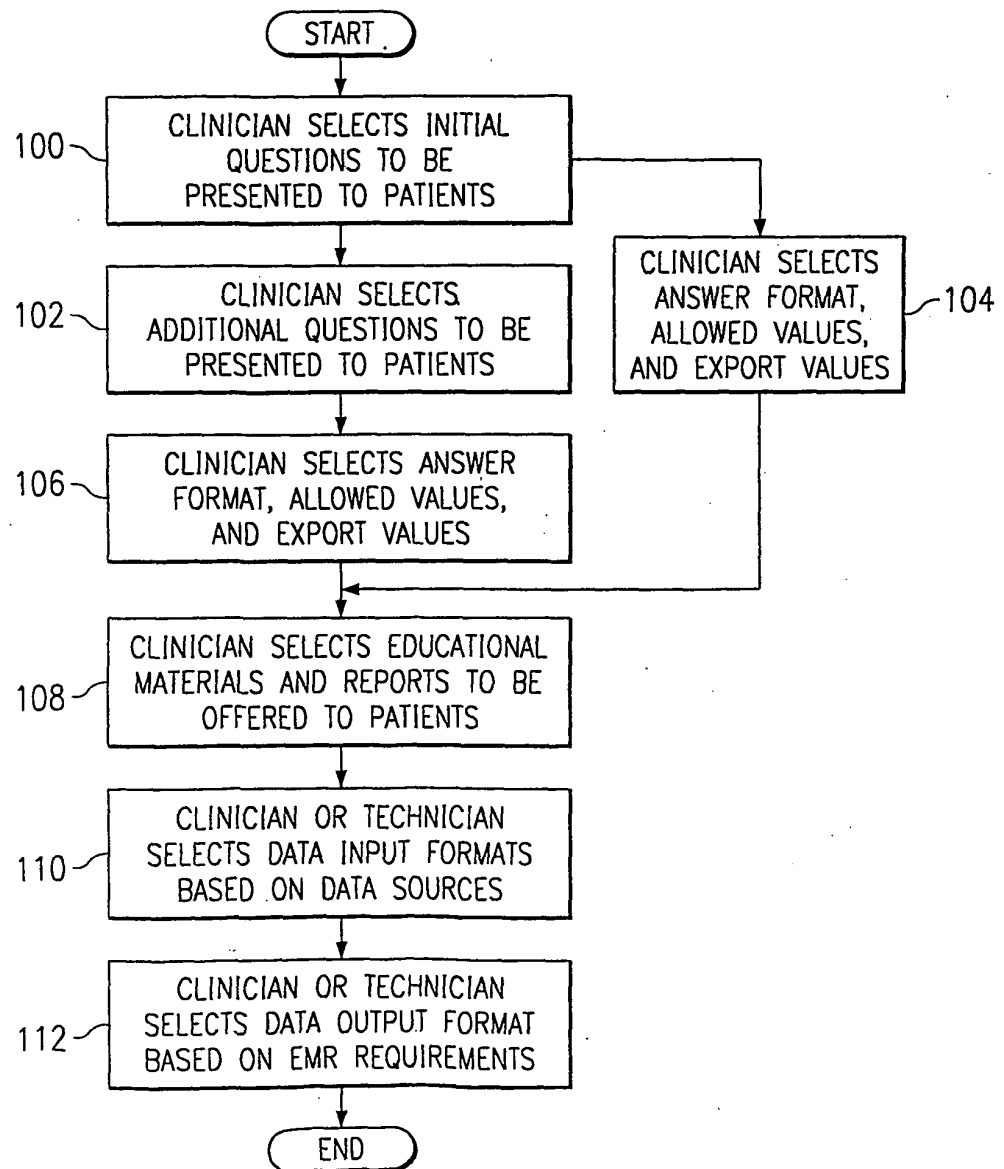 START
100
CLINICIAN SELECTS INITIAL
QUESTIONS TO BE
PRESENTED TO PATIENTS
102
CLINICIAN SELECTS
ADDITIONAL QUESTIONS TO BE
PRESENTED TO PATIENTS
CLINICIAN SELECTS
ANSWER FORMAT,
ALLOWED VALUES,
AND EXPORT VALUES
104
106
CLINICIAN SELECTS ANSWER
FORMAT, ALLOWED VALUES,
AND EXPORT VALUES
108
CLINICIAN SELECTS EDUCATIONAL
MATERIALS AND REPORTS TO BE
OFFERED TO PATIENTS
110
CLINICIAN OR TECHNICIAN
SELECTS DATA INPUT FORMATS
BASED ON DATA SOURCES
112
CLINICIAN OR TECHNICIAN
SELECTS DATA OUTPUT FORMAT
BASED ON EMR REQUIREMENTS
END